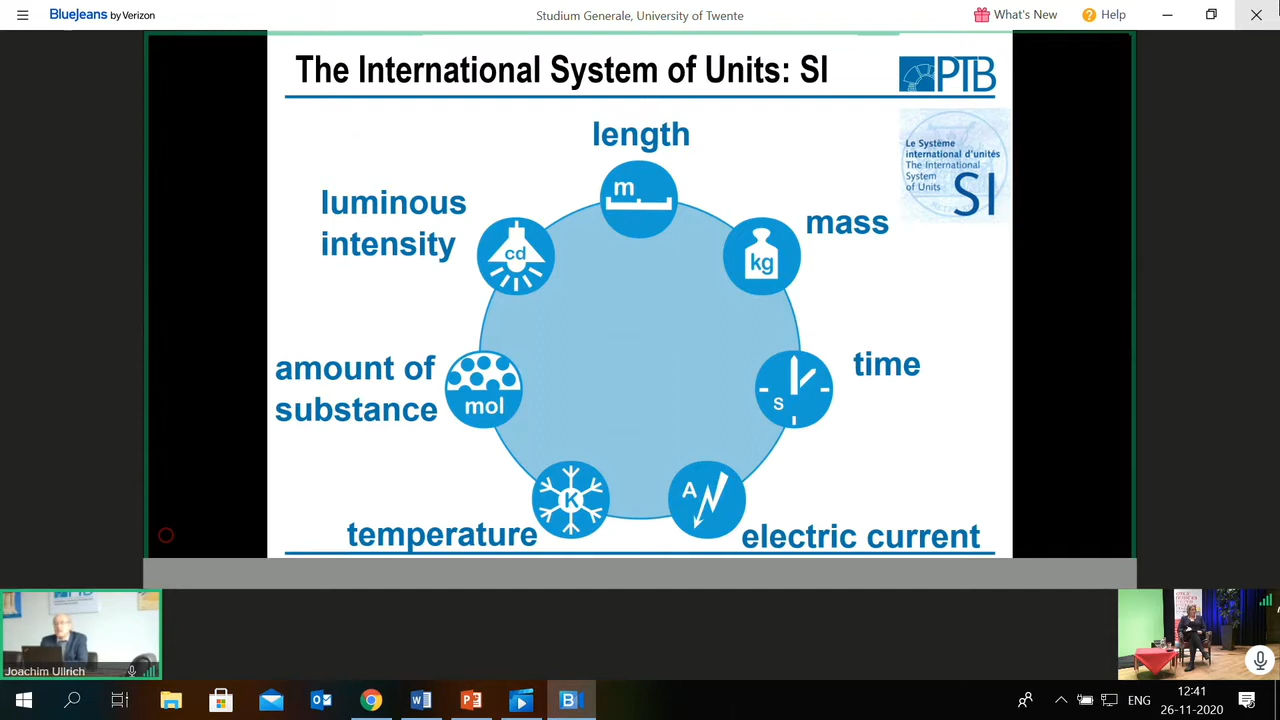 BlueJeans by Verizon
Studium Generale, University of Twente
What's New
Help
The International System of Units: SI
PTB
Le Système
international d'unités
The International
System
of Units
SI
length
m
luminous
intensity
cd
mass
kg
amount of
substance
mol
time
S
temperature
K
A
electric current
Joachim Ullrich
ENG
12:41
26-11-2020